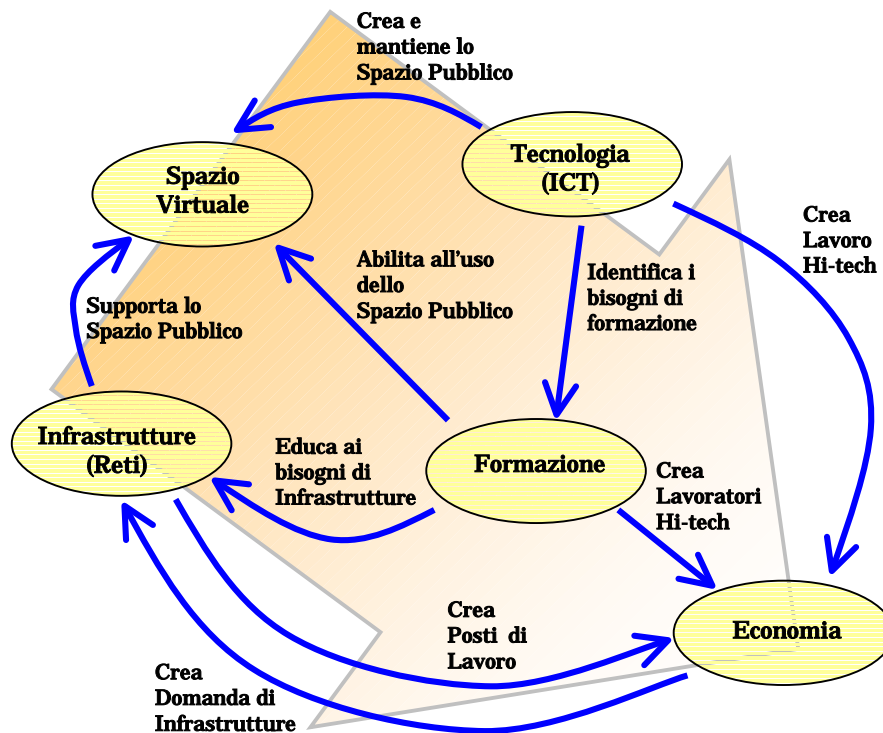 Crea e
mantiene lo
Spazio Pubblico
Tecnologia
(ICT)
Spazio
Virtuale
Crea
Lavoro
Hi-tech
Abilita all'uso
dello
Spazio Pubblico
Identifica i
bisogni di
formazione
Supporta lo
Spazio Pubblico
Infrastrutture
(Reti)
Educa ai
bisogni di
Infrastrutture
Formazione
Crea
Lavoratori
Hi-tech
Crea
Posti di
Lavoro
Economia
Crea
Domanda di
Infrastrutture